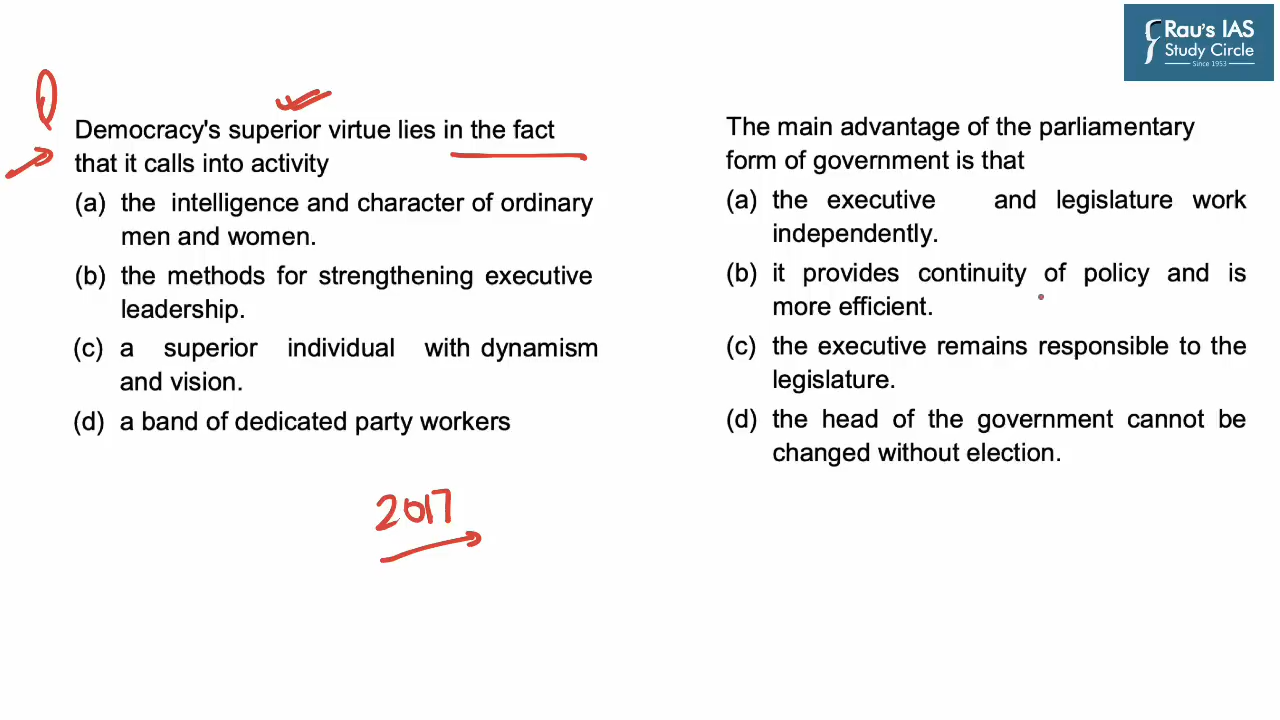 Rau's IAS
Study Circle
Since 1953
Q
Democracy's superior virtue lies in the fact
that it calls into activity
(a) the intelligence and character of ordinary
men and women.
(b) the methods for strengthening executive
leadership.
(c) a superior individual with dynamism
and vision.
(d) a band of dedicated party workers
2017
The main advantage of the parliamentary
form of government is that
(a) the executive and legislature work
independently.
(b) it provides continuity of policy and is
more efficient.
(c) the executive remains responsible to the
legislature.
(d) the head of the government cannot be
changed without election.